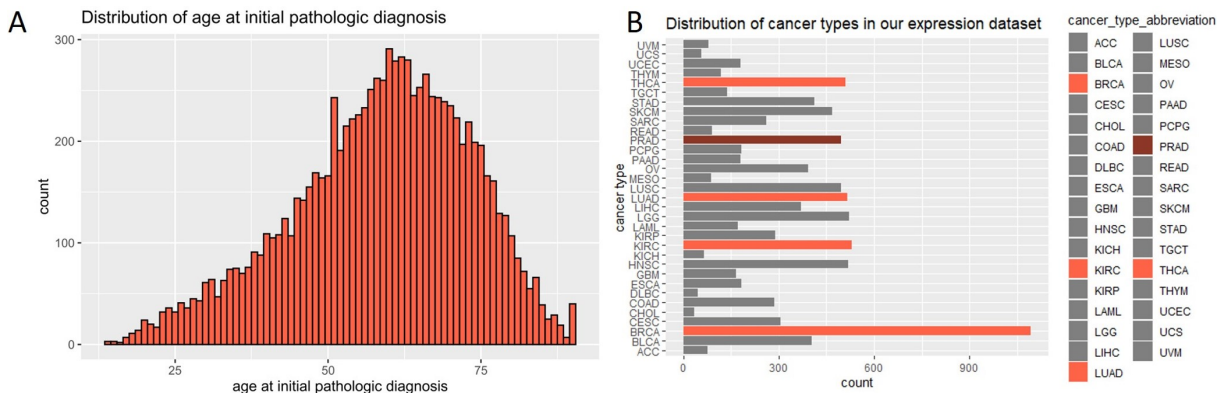 A
Distribution of age at initial pathologic diagnosis
300
200
100
0
count
25
50
75
age at initial pathologic diagnosis
B
Distribution of cancer types in our expression dataset
cancer type
UVM
UCS
UCEC
THYM
THCA
TGCT
STAD
SKCM
SARC
READ
PRAD
PCPG
PAAD
OV
MESO
LUSC
LUAD
LIHC
LGG
LAML
KIRP
KIRC
KICH
HNSC
GBM
ESCA
DLBC
COAD
CHOL
CESC
BRCA
BLCA
ACC
0
300
600
900
count
cancer_type_abbreviation
ACC
BLCA
BRCA
CESC
CHOL
COAD
DLBC
ESCA
GBM
HNSC
KICH
KIRC
KIRP
LAML
LGG
LIHC
LUAD
LUSC
MESO
OV
PAAD
PCPG
PRAD
READ
SARC
SKCM
STAD
TGCT
THCA
THYM
UCEC
UCS
UVM